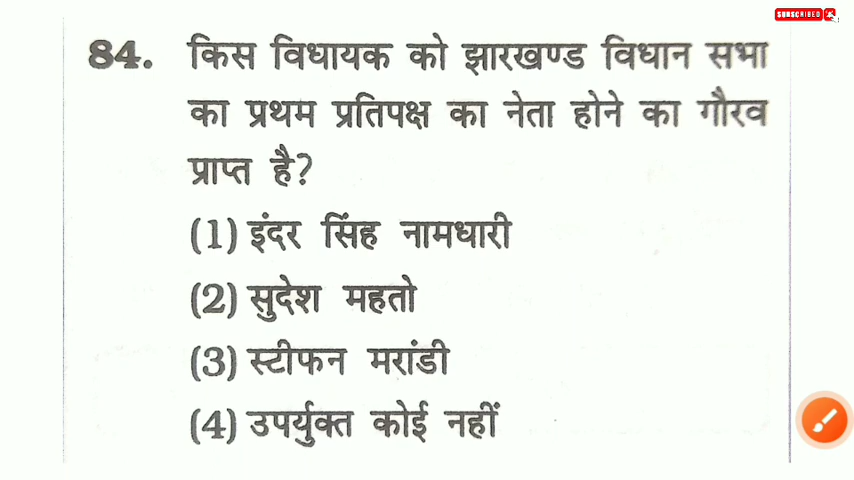 SUBSCRIBED
84. किस विधायक को झारखण्ड विधान सभा
का प्रथम प्रतिपक्ष का नेता होने का गौरव
प्राप्त है?
(1) इंदर सिंह नामधारी
(2) सुदेश महतो
(3) स्टीफन मरांडी
(4) उपर्युक्त कोई नहीं